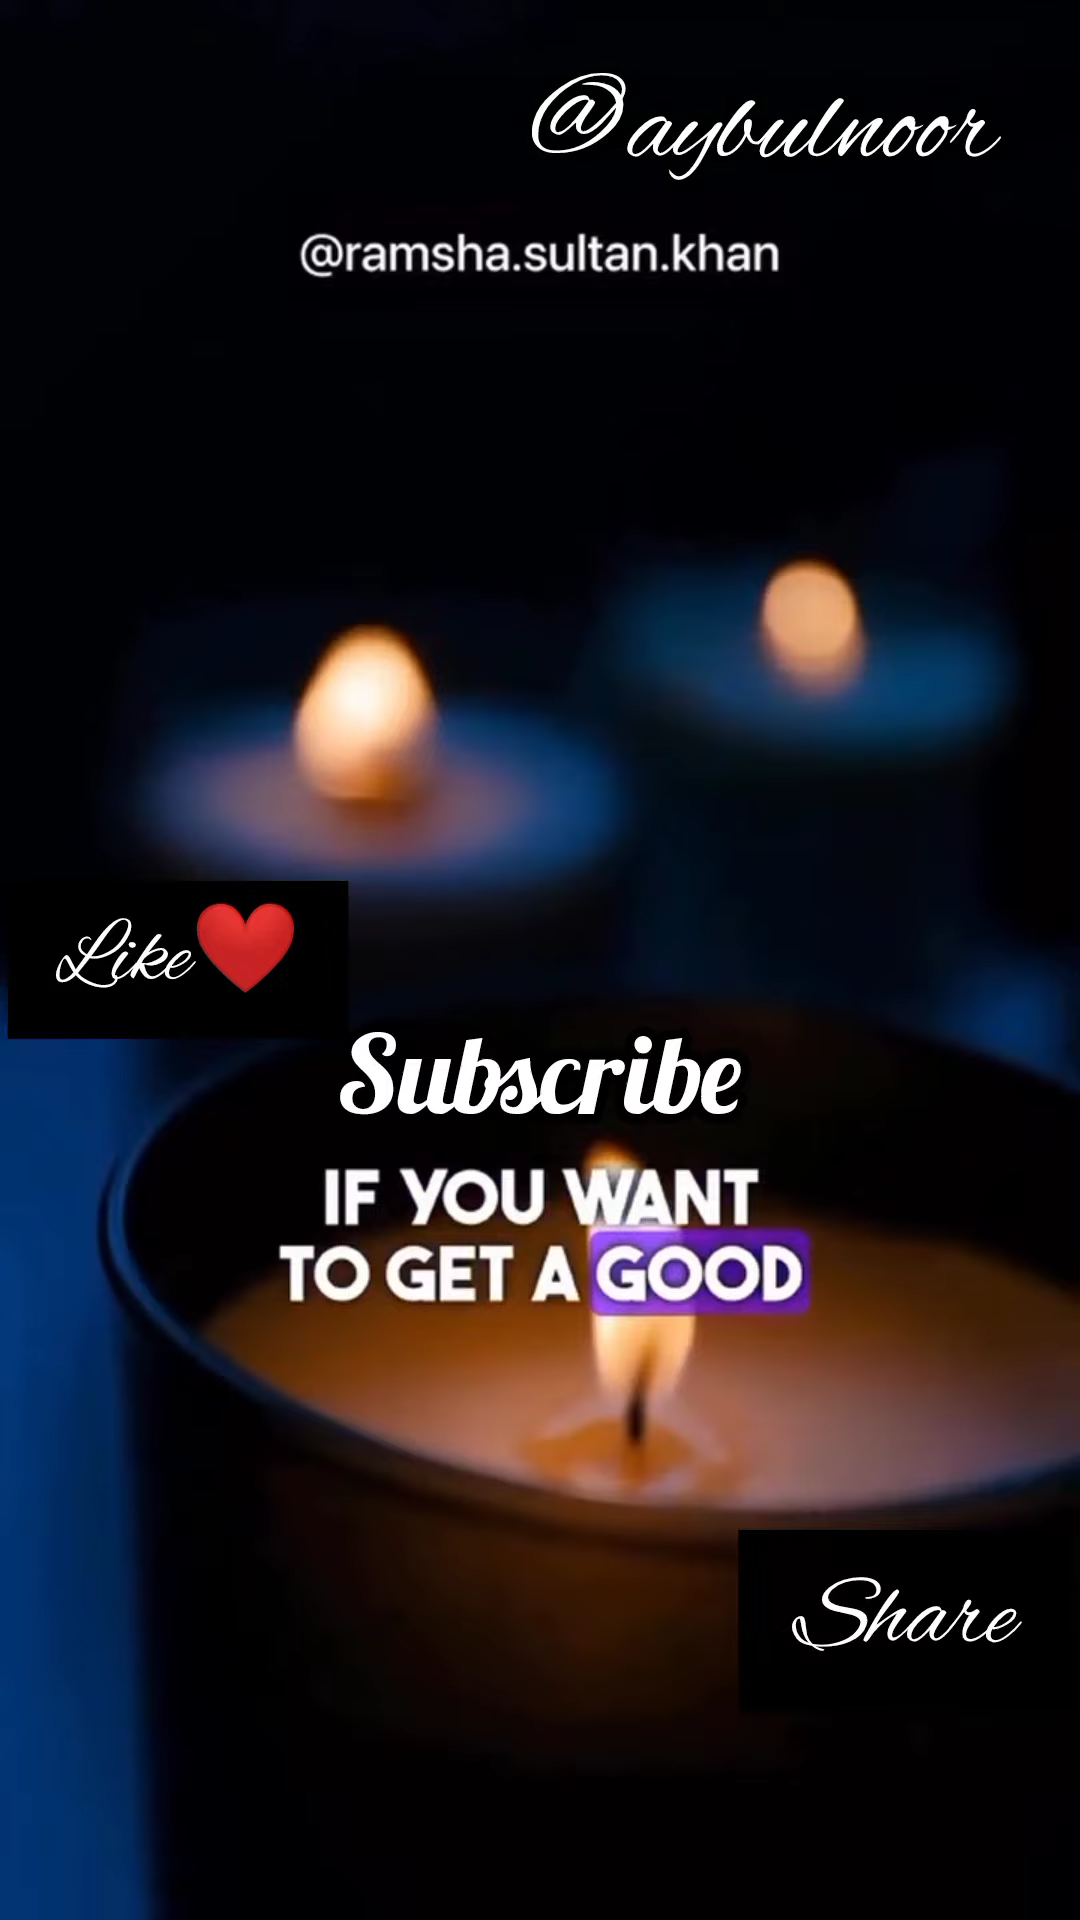 @aybulnoor
@ramsha.sultan.khan
Like❤️
Subscribe
IF YOU WANT
TO GET A GOOD
Share